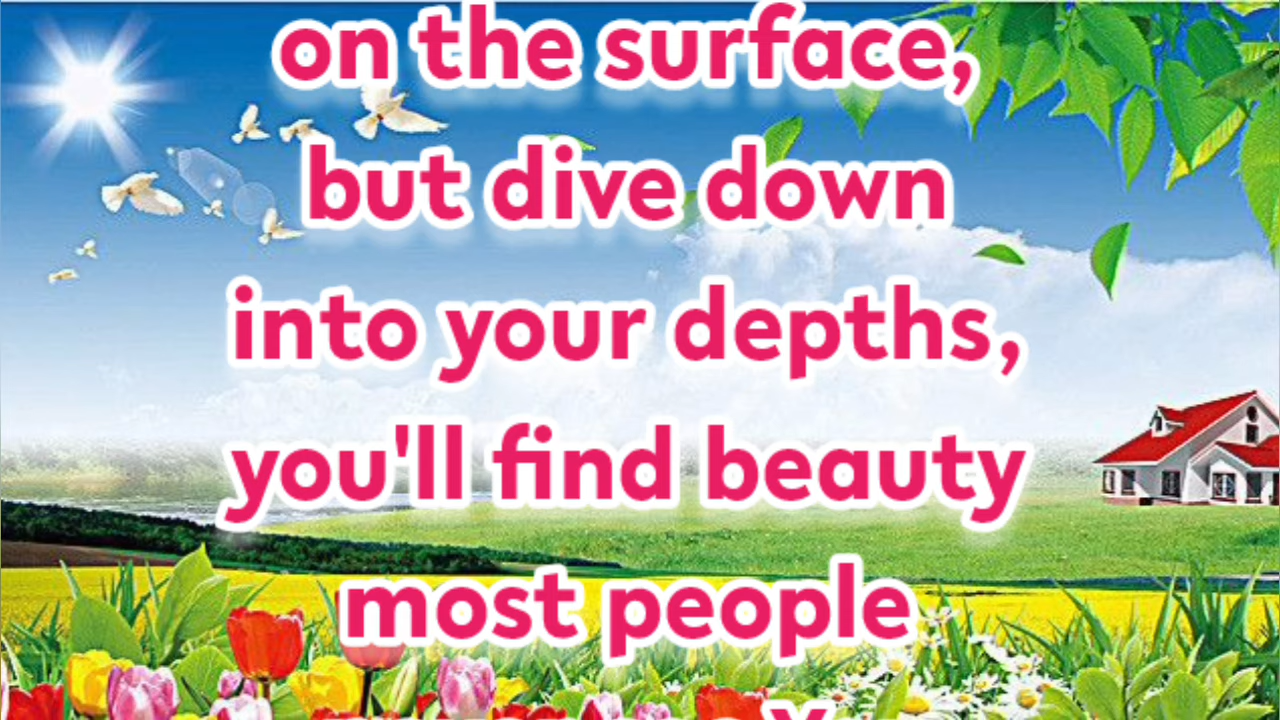 on the surface,
but dive down
into your depths,
you'll find beauty
most people